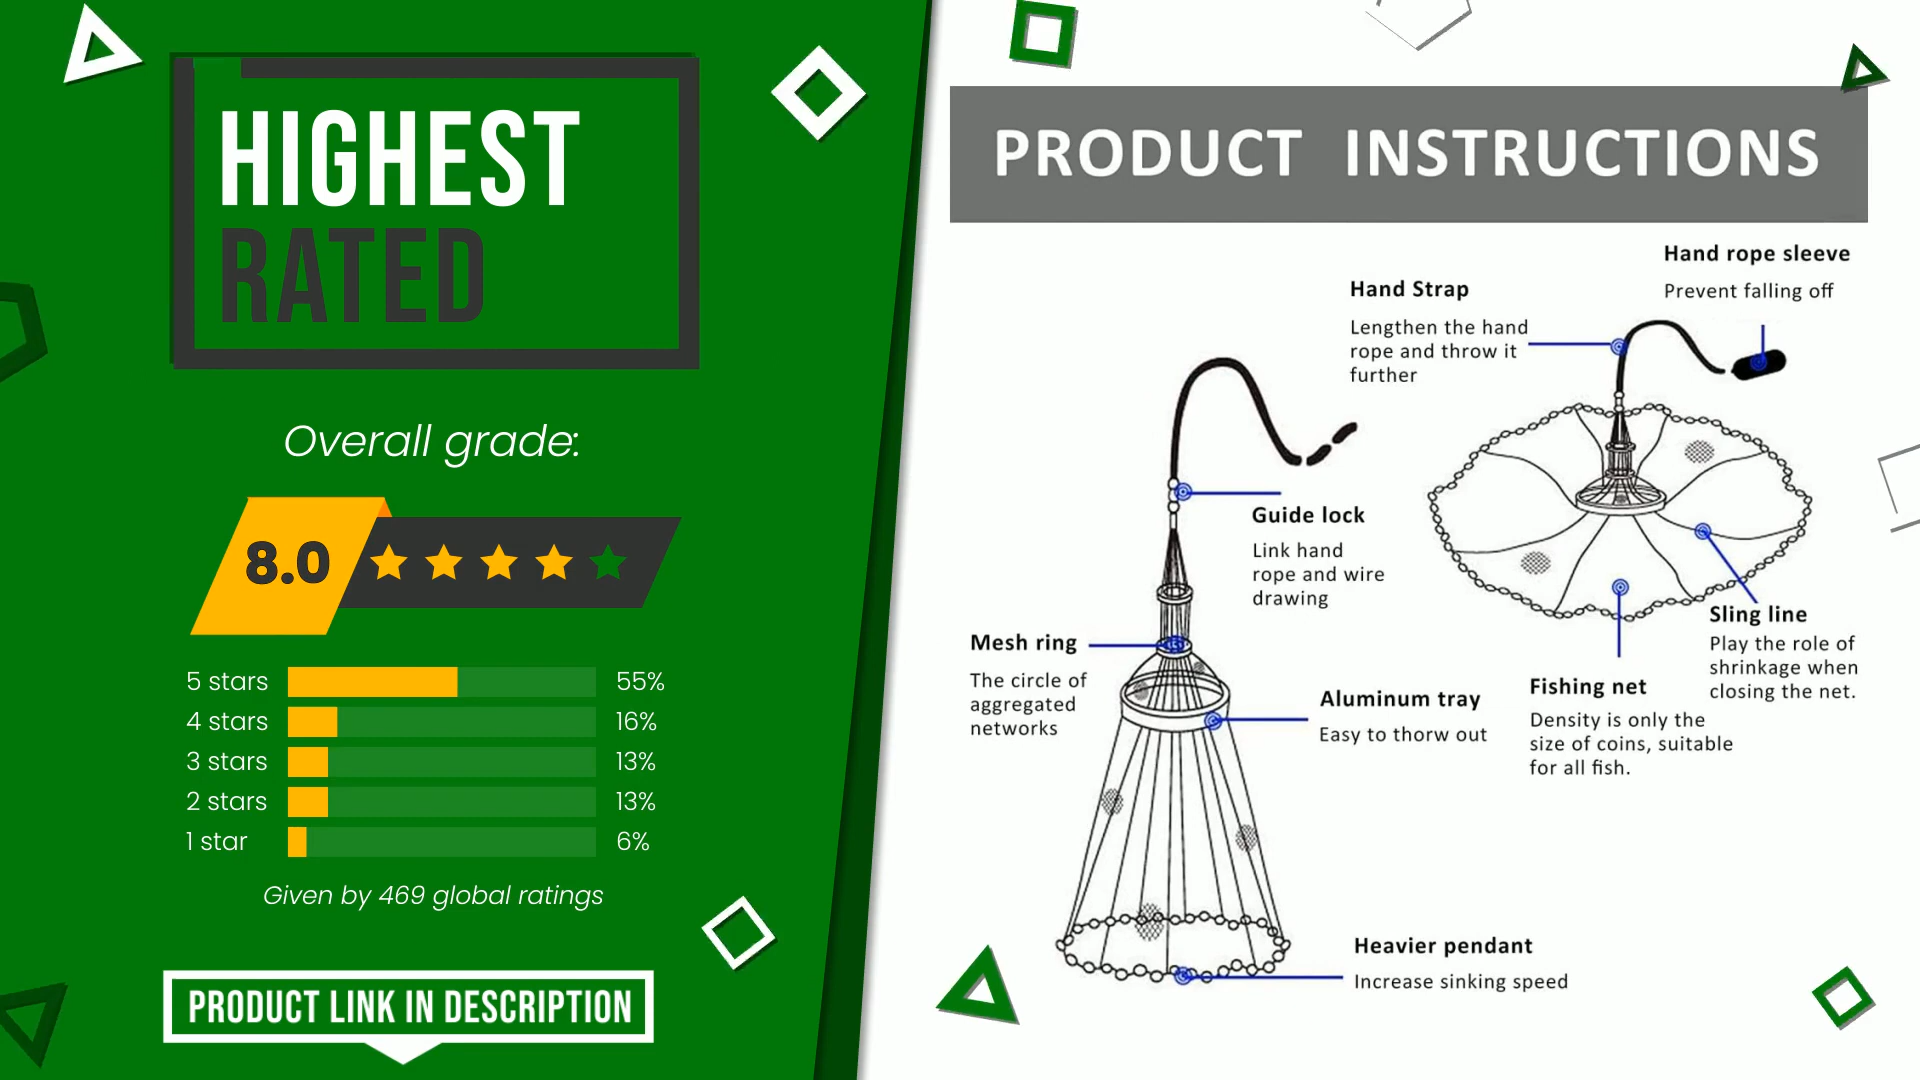 HIGHEST
RATED
Overall grade:
8.0
5 stars 55%
4 stars 16%
3 stars 13%
2 stars 13%
1 star 6%
Given by 469 global ratings
PRODUCT LINK IN DESCRIPTION
PRODUCT INSTRUCTIONS
Hand rope sleeve
Prevent falling off
Hand Strap
Lengthen the hand
rope and throw it
further
Guide lock
Link hand
rope and wire
drawing
Mesh ring
The circle of
aggregated
networks
Aluminum tray
Easy to thorw out
Sling line
Play the role of
shrinkage when
closing the net.
Fishing net
Density is only the
size of coins, suitable
for all fish.
Heavier pendant
Increase sinking speed